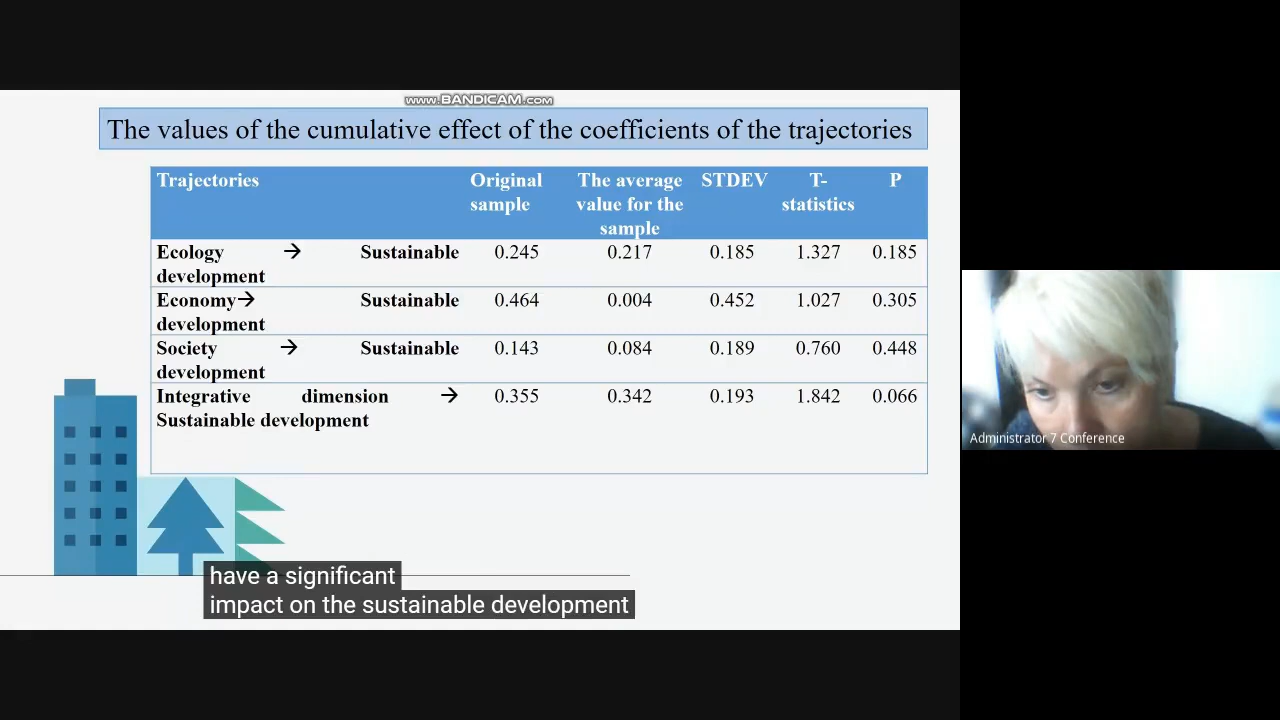 www.BANDICAM.com
The values of the cumulative effect of the coefficients of the trajectories
Trajectories Original sample The average value for the sample STDEV T-statistics P
Ecology → Sustainable development 0.245 0.217 0.185 1.327 0.185
Economy→ Sustainable development 0.464 0.004 0.452 1.027 0.305
Society → Sustainable development 0.143 0.084 0.189 0.760 0.448
Integrative dimension → Sustainable development 0.355 0.342 0.193 1.842 0.066
Administrator 7 Conference
have a significant
impact on the sustainable development